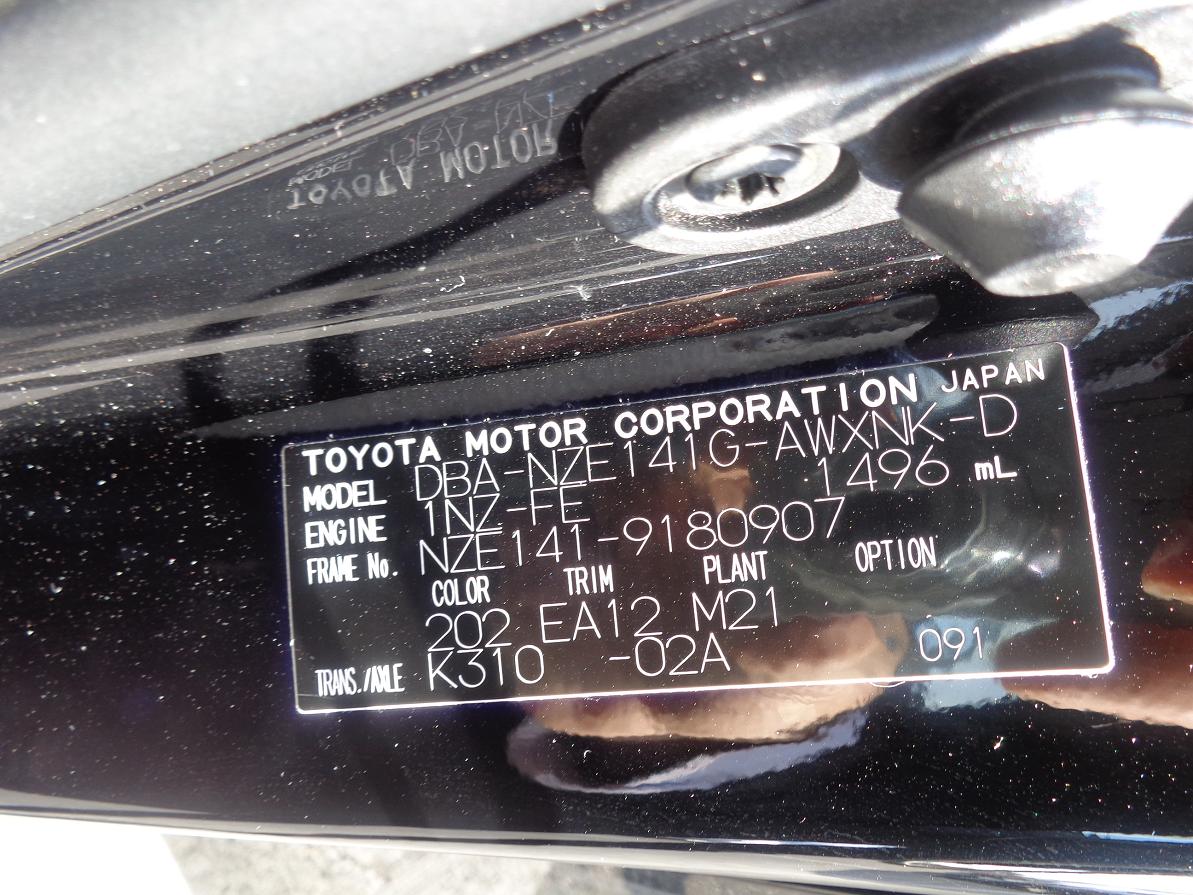 TOYOTA MOTOR CORPORATION JAPAN
MODEL DBA-NZE141G-AWXNK-D
ENGINE 1NZ-FE 1496 mL
FRAME No. NZE141-9180907
COLOR TRIM PLANT OPTION
202 EA12 M21
TRANS./AXLE K310 -02A 091